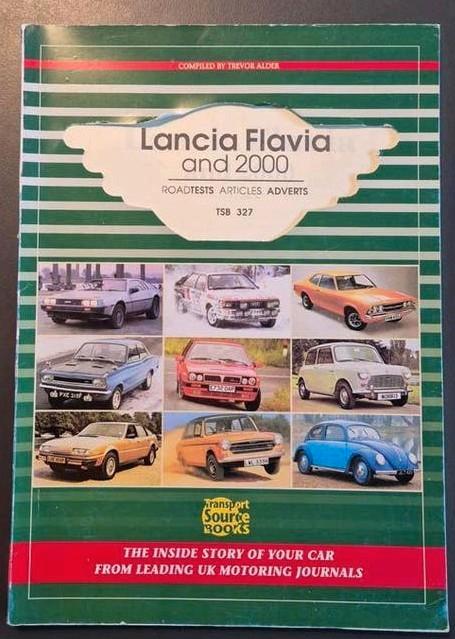 COMPILED BY TREVOR ALDER
Lancia Flavia
and 2000
ROADTESTS ARTICLES ADVERTS
TSB 327
Transport
Source
BOOKS
THE INSIDE STORY OF YOUR CAR
FROM LEADING UK MOTORING JOURNALS